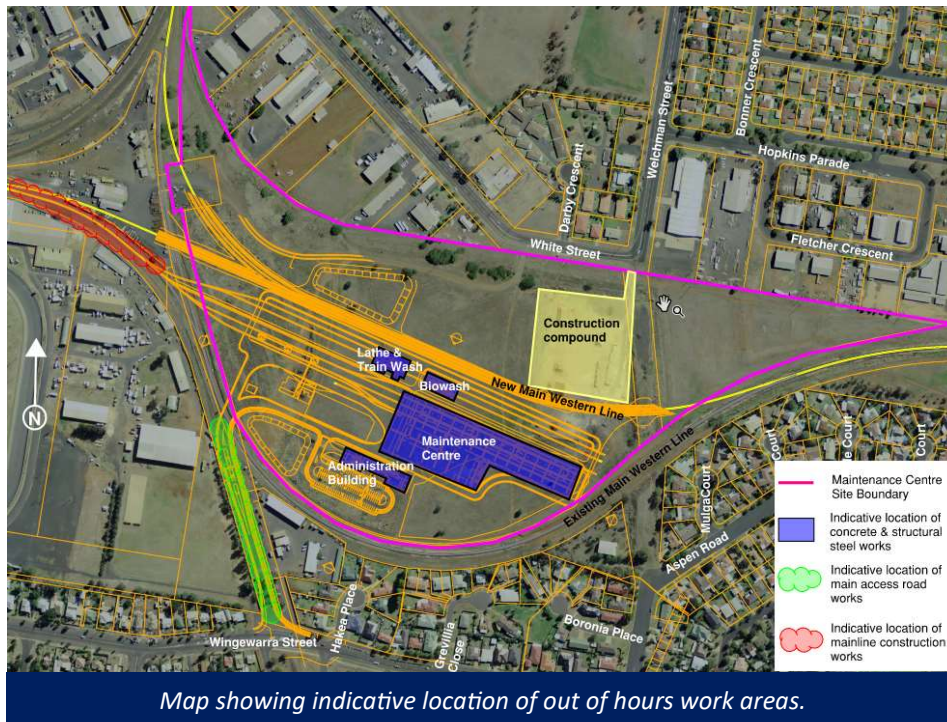 Bonner Crescent
Weichman Street
Hopkins Parade
Darby Crescent
White Street
Fletcher Crescent
Construction
compound
Lathe &
Train Wash
Biowash
New Main Western Line
N
Maintenance
Centre
Administration
Building
Existing Main Western Line
Mulga Court
Court
Court
Court
Aspen Road
Hakea Place
Grevillia
Close
Boronia Place
Wingewarra Street
Maintenance Centre
Site Boundary
Indicative location of
concrete & structural
steel works
Indicative location of
main access road
works
Indicative location of
mainline construction
works
Map showing indicative location of out of hours work areas.